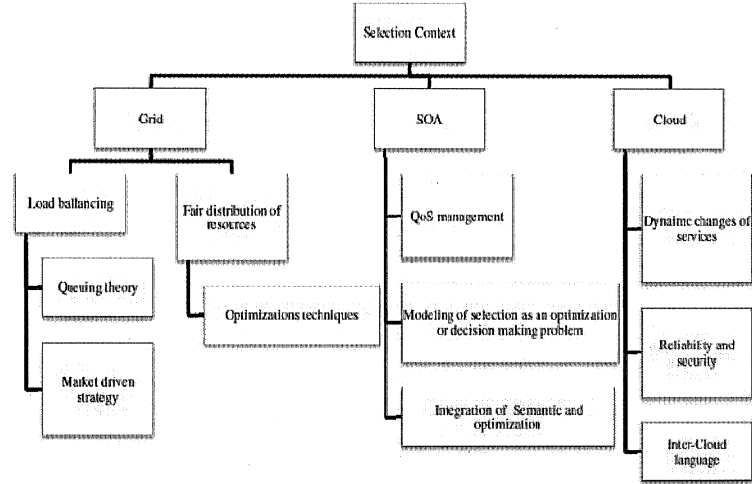 Selection Context
Grid
SOA
Cloud
Load ballancing
Fair distribution of
resources
QoS management
Dynaimc changes of
services
Queuing theory
Optimizations techniques
Modeling of selection as an optimization
or decision making problem
Reliability and
security
Market driven
strategy
Integration of Semantic and
optimization
Inter-Cloud
language